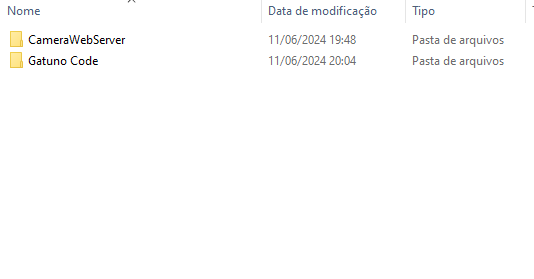 Nome Data de modificação Tipo
CameraWebServer 11/06/2024 19:48 Pasta de arquivos
Gatuno Code 11/06/2024 20:04 Pasta de arquivos